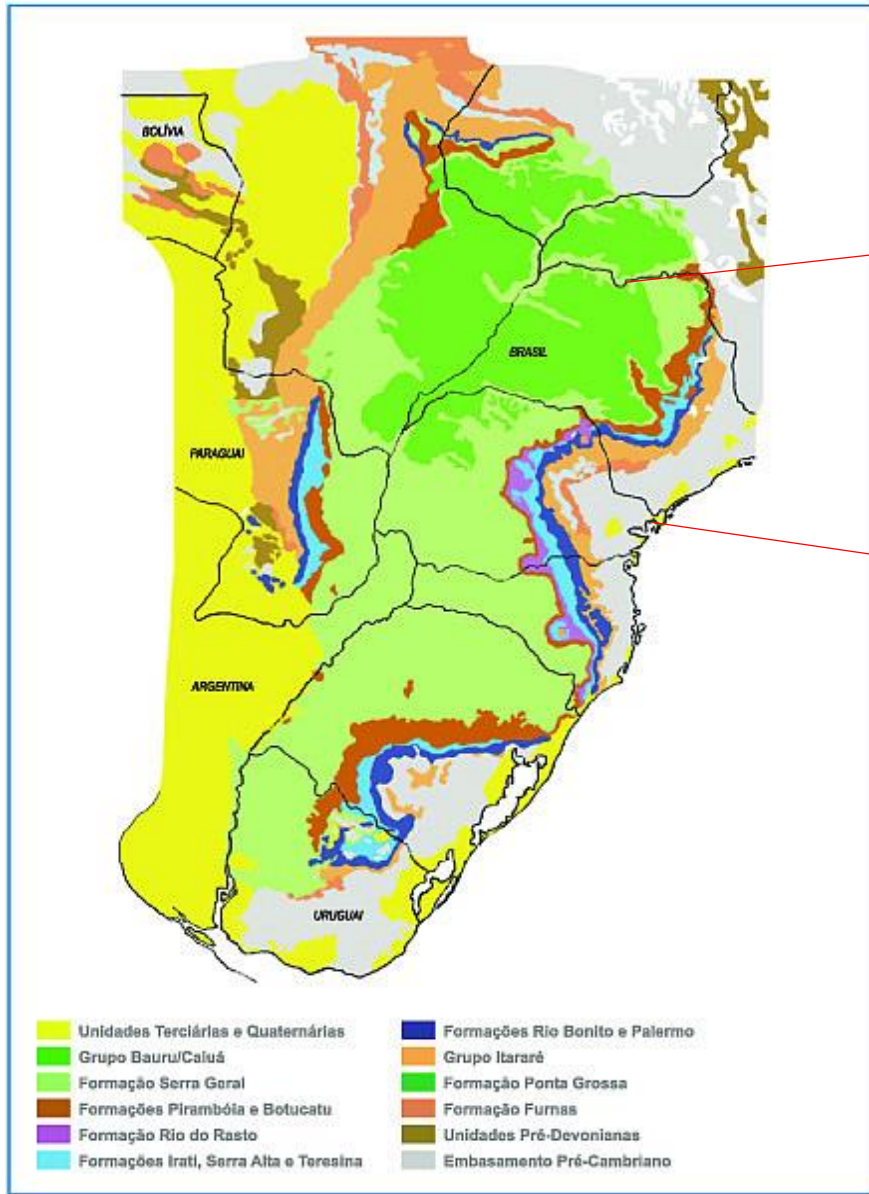 BOLÍVIA
BRASIL
PARAGUAI
ARGENTINA
URUGUAI
Unidades Terciárias e Quaternárias
Grupo Bauru/Caiuá
Formação Serra Geral
Formações Pirambóia e Botucatu
Formação Rio do Rasto
Formações Irati, Serra Alta e Teresina
Formações Rio Bonito e Palermo
Grupo Itararé
Formação Ponta Grossa
Formação Furnas
Unidades Pré-Devonianas
Embasamento Pré-Cambriano